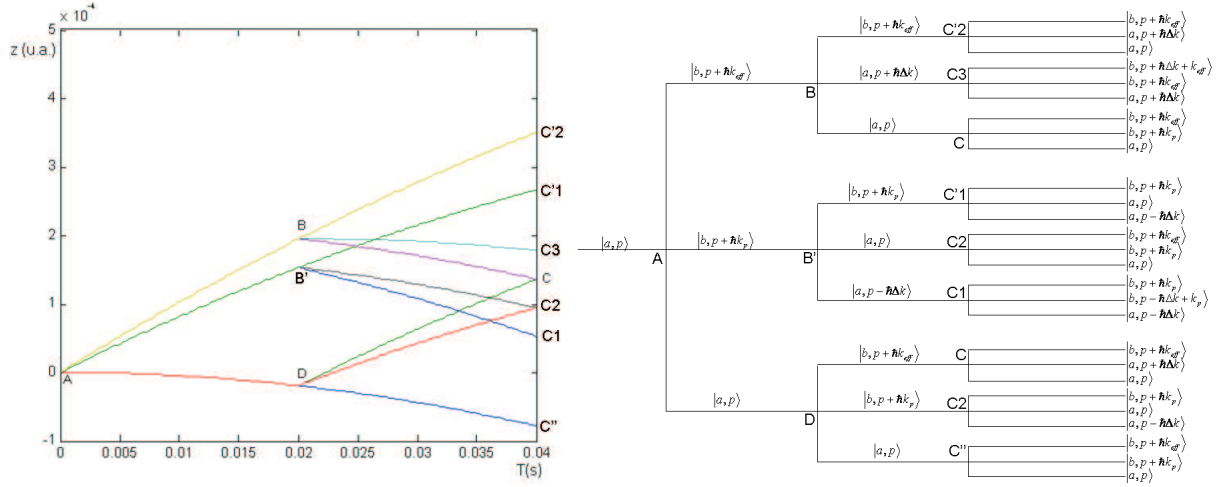 × 10⁻⁴
z (u.a.)
5
4
3
2
1
0
-1
0
0.005
0.01
0.015
0.02
0.025
0.03
0.035
0.04
T(s)
A
B
B'
D
C'2
C'1
C3
C
C2
C1
C"
|a, p⟩
A
|b, p + ℏk_eff⟩
B
|b, p + ℏk_eff⟩
C'2
|b, p + ℏk_eff⟩
a, p + ℏΔk⟩
a, p⟩
|a, p + ℏΔk⟩
C3
|b, p + ℏΔk + k_eff⟩
b, p + ℏk_eff⟩
a, p + ℏΔk⟩
|a, p⟩
C
|b, p + ℏk_eff⟩
b, p + ℏk_p⟩
a, p⟩
|b, p + ℏk_p⟩
B'
|b, p + ℏk_p⟩
C'1
|b, p + ℏk_p⟩
a, p⟩
a, p − ℏΔk⟩
|a, p⟩
C2
|b, p + ℏk_eff⟩
b, p + ℏk_p⟩
a, p⟩
|a, p − ℏΔk⟩
C1
|b, p + ℏk_p⟩
b, p − ℏΔk + k_p⟩
a, p − ℏΔk⟩
|a, p⟩
D
|b, p + ℏk_eff⟩
C
|b, p + ℏk_eff⟩
a, p + ℏΔk⟩
a, p⟩
|b, p + ℏk_p⟩
C2
|b, p + ℏk_p⟩
a, p⟩
a, p − ℏΔk⟩
|a, p⟩
C"
|b, p + ℏk_eff⟩
b, p + ℏk_p⟩
a, p⟩